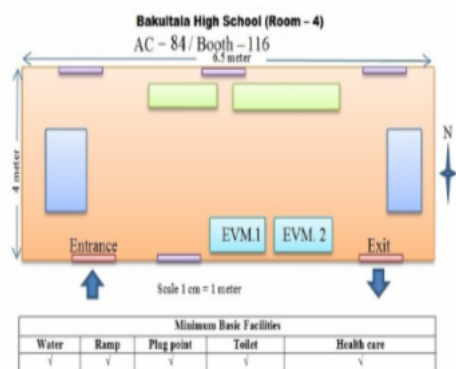 Bakultala High School (Room – 4)
AC – 84/ Booth –116
6.5 meter
N
4 meter
EVM.1
EVM. 2
Entrance
Exit
Scale 1 cm = 1 meter
Minimum Basic Facilities
Water Ramp Plug point Toilet Health care
√ √ √ √ √